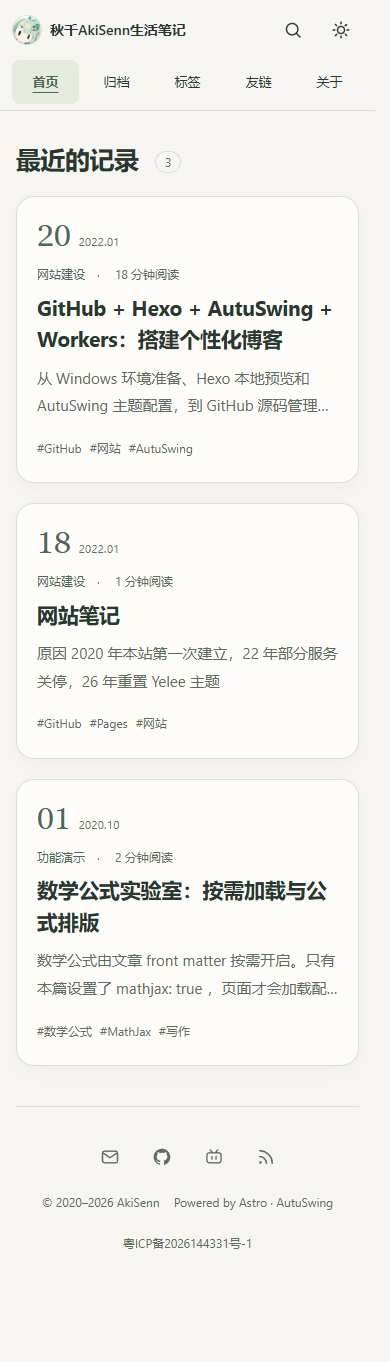 秋千AkiSenn生活笔记
首页 归档 标签 友链 关于
最近的记录 3
20 2022.01
网站建设 · 18 分钟阅读
GitHub + Hexo + AutuSwing +
Workers：搭建个性化博客
从 Windows 环境准备、Hexo 本地预览和
AutuSwing 主题配置，到 GitHub 源码管理...
#GitHub #网站 #AutuSwing
18 2022.01
网站建设 · 1 分钟阅读
网站笔记
原因 2020 年本站第一次建立，22 年部分服务
关停，26 年重置 Yelee 主题
#GitHub #Pages #网站
01 2020.10
功能演示 · 2 分钟阅读
数学公式实验室：按需加载与公
式排版
数学公式由文章 front matter 按需开启。只有
本篇设置了 mathjax: true ，页面才会加载配...
#数学公式 #MathJax #写作
© 2020–2026 AkiSenn Powered by Astro · AutuSwing
粤ICP备2026144331号-1